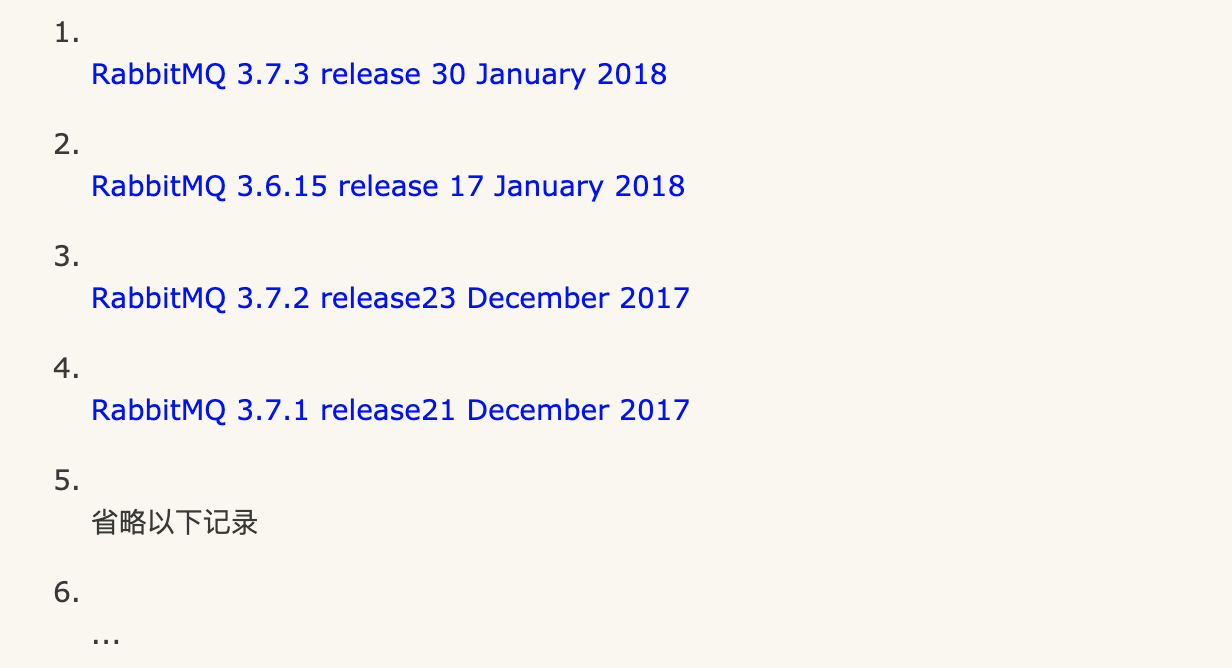 1.
RabbitMQ 3.7.3 release 30 January 2018
2.
RabbitMQ 3.6.15 release 17 January 2018
3.
RabbitMQ 3.7.2 release23 December 2017
4.
RabbitMQ 3.7.1 release21 December 2017
5.
省略以下记录
6.
...